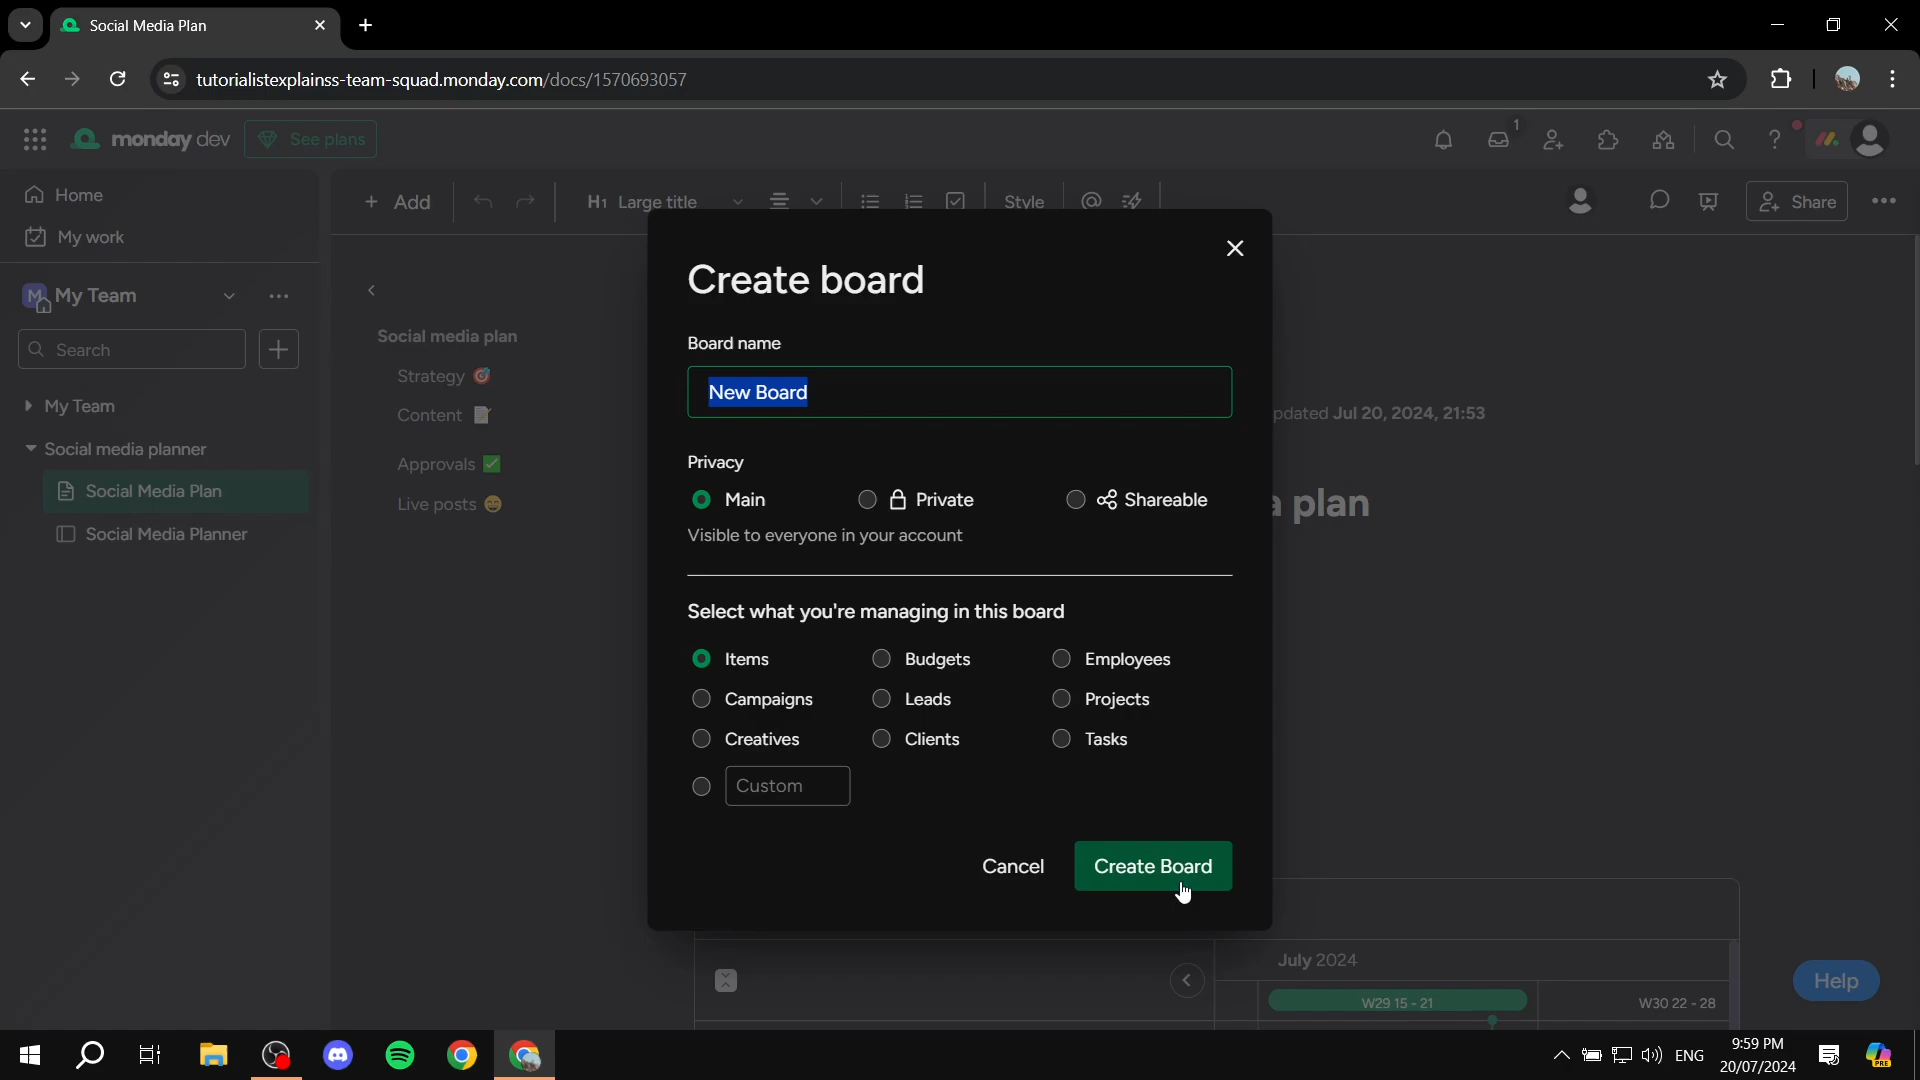 Social Media Plan
tutorialistexplainss-team-squad.monday.com/docs/1570693057
monday dev
See plans
1
Home
My work
+ Add
H1 Large title
Style
Share
M My Team
Search
My Team
Social media planner
Social Media Plan
Social Media Planner
Social media plan
Strategy 🎯
Content 📝
Approvals ✅
Live posts 😄
Create board
Board name
New Board
pdated Jul 20, 2024, 21:53
Privacy
Main
Private
Shareable
Visible to everyone in your account
a plan
Select what you're managing in this board
Items
Budgets
Employees
Campaigns
Leads
Projects
Creatives
Clients
Tasks
Custom
Cancel
Create Board
July 2024
W29 15 - 21
W30 22 - 28
Help
ENG
9:59 PM
20/07/2024
PRE